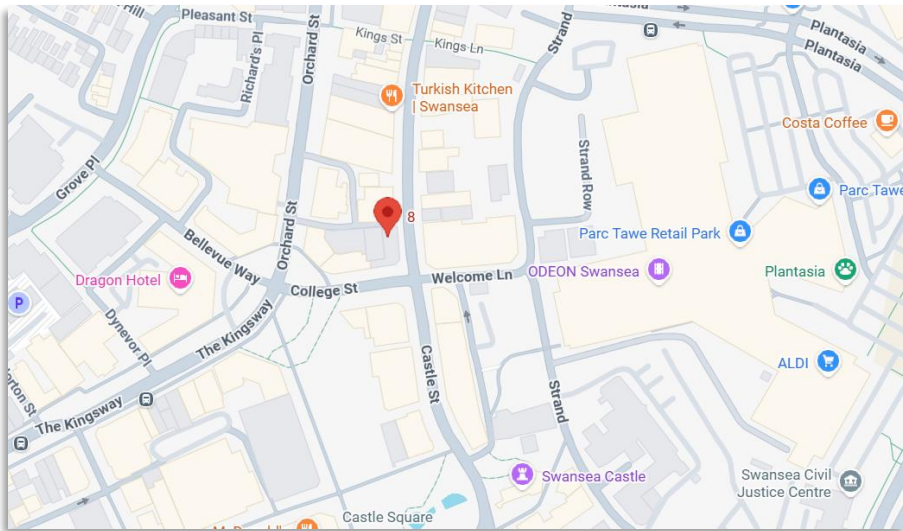 Hill
Pleasant St
Richard's Pl
Orchard St
Kings St
Kings Ln
Strand
Plantasia
Plantasia
Turkish Kitchen
| Swansea
Costa Coffee
Grove Pl
Strand Row
Parc Tawe
8
Parc Tawe Retail Park
Bellevue Way
Orchard St
Dragon Hotel
College St
Welcome Ln
ODEON Swansea
Plantasia
P
Dynevor Pl
The Kingsway
Castle St
Strand
ALDI
The Kingsway
Swansea Castle
Swansea Civil
Justice Centre
Castle Square